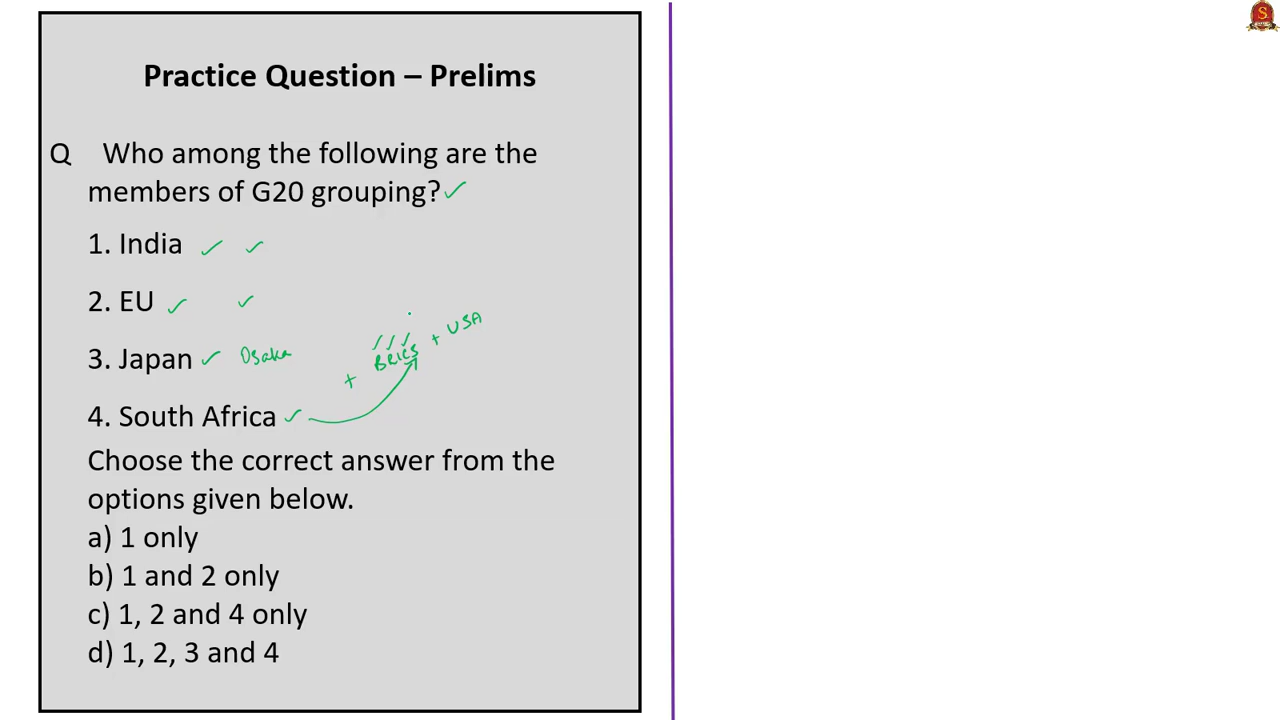 Practice Question – Prelims
Q Who among the following are the
members of G20 grouping?
1. India
2. EU
3. Japan Osaka
+ BRICS + USA
4. South Africa
Choose the correct answer from the
options given below.
a) 1 only
b) 1 and 2 only
c) 1, 2 and 4 only
d) 1, 2, 3 and 4
S